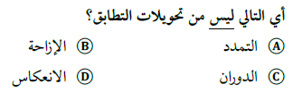 أي التالي ليس من تحويلات التطابق؟
Ⓐ التمدد Ⓑ الإزاحة
Ⓒ الدوران Ⓓ الانعكاس